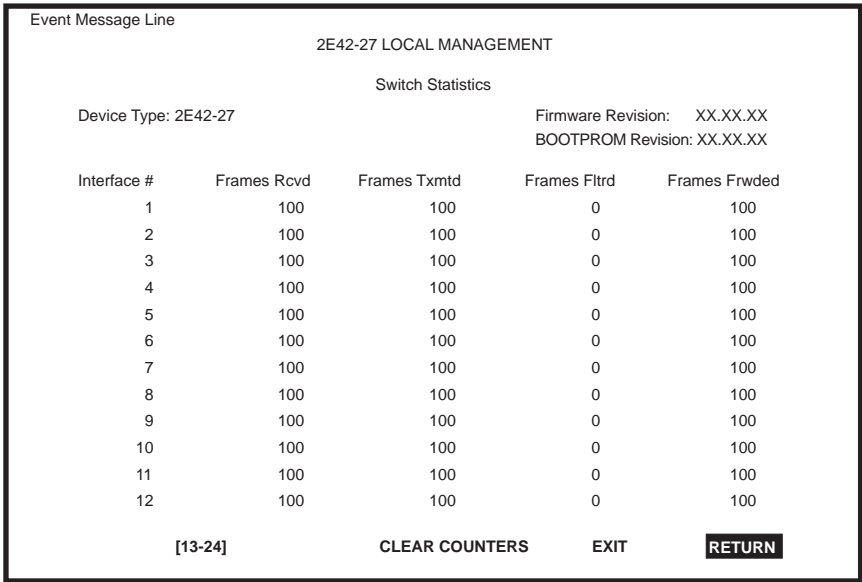 Event Message Line
2E42-27 LOCAL MANAGEMENT
Switch Statistics
Device Type: 2E42-27 Firmware Revision: XX.XX.XX
BOOTPROM Revision: XX.XX.XX
Interface # Frames Rcvd Frames Txmtd Frames Fltrd Frames Frwded
1 100 100 0 100
2 100 100 0 100
3 100 100 0 100
4 100 100 0 100
5 100 100 0 100
6 100 100 0 100
7 100 100 0 100
8 100 100 0 100
9 100 100 0 100
10 100 100 0 100
11 100 100 0 100
12 100 100 0 100
[13-24] CLEAR COUNTERS EXIT RETURN